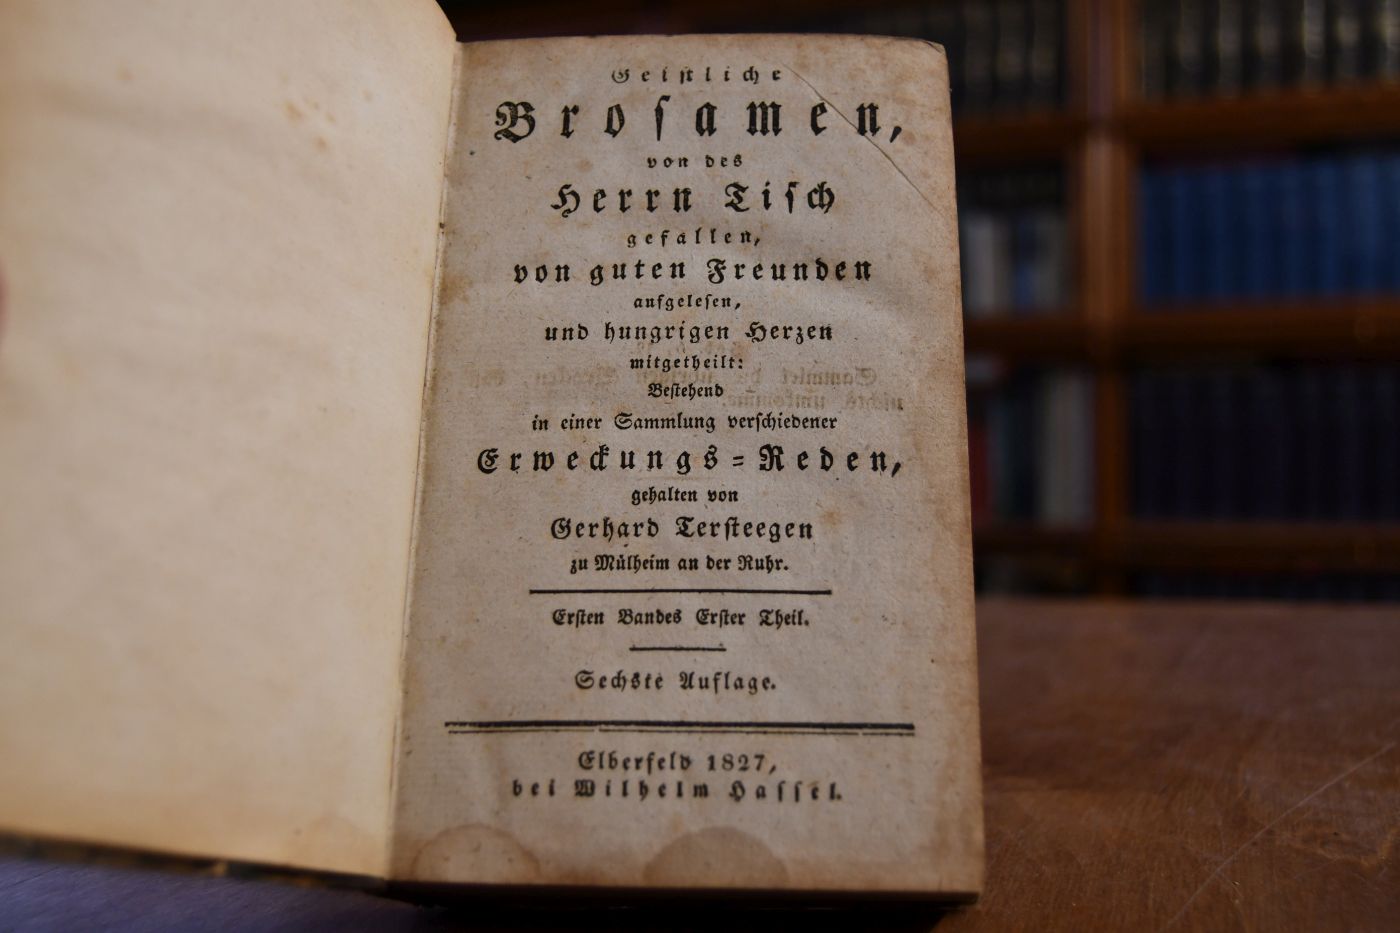 Geistliche
Brosamen,
von des
Herrn Tisch
gefallen,
von guten Freunden
aufgelesen,
und hungrigen Herzen
mitgetheilt:
Bestehend
in einer Sammlung verschiedener
Erweckungs-Reden,
gehalten von
Gerhard Tersteegen
zu Mülheim an der Ruhr.
Ersten Bandes Erster Theil.
Sechste Auflage.
Elberfeld 1827,
bei Wilhelm Hassel.